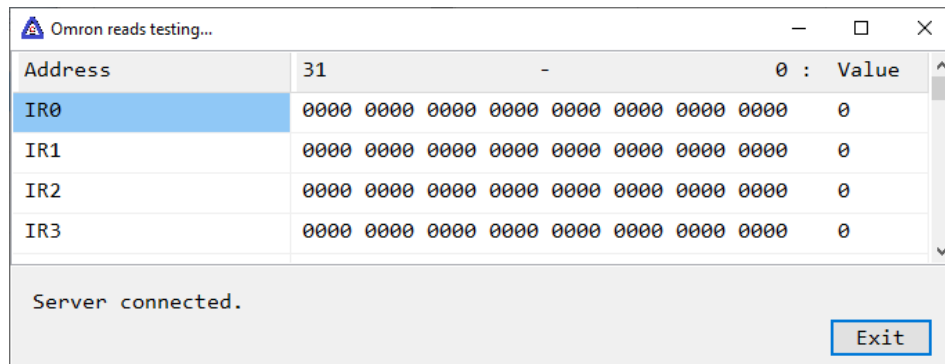 Omron reads testing...
Address 31 - 0 : Value
IR0 0000 0000 0000 0000 0000 0000 0000 0000 0
IR1 0000 0000 0000 0000 0000 0000 0000 0000 0
IR2 0000 0000 0000 0000 0000 0000 0000 0000 0
IR3 0000 0000 0000 0000 0000 0000 0000 0000 0
Server connected.
Exit